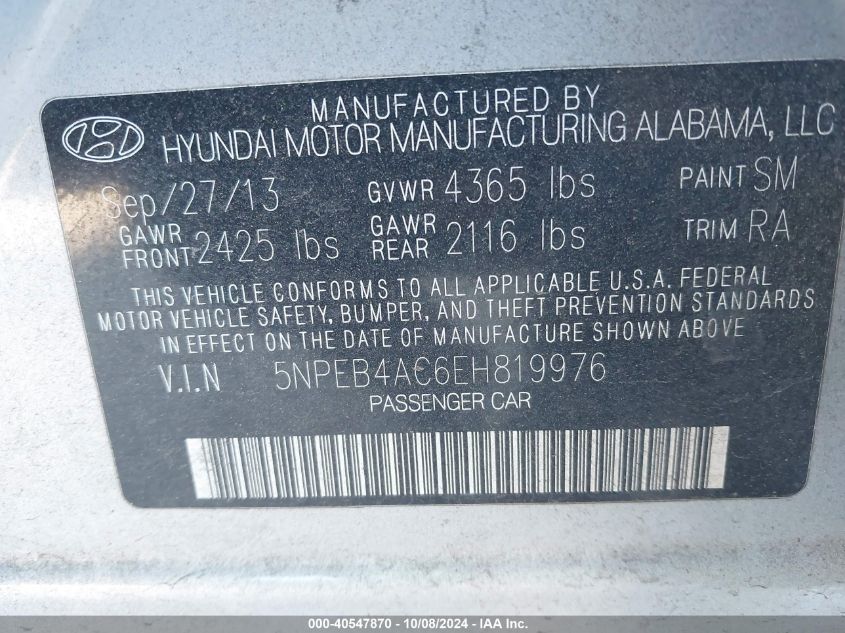 MANUFACTURED BY
HYUNDAI MOTOR MANUFACTURING ALABAMA, LLC
Sep/27/13 GVWR 4365 lbs PAINT SM
GAWR FRONT 2425 lbs GAWR REAR 2116 lbs TRIM RA
THIS VEHICLE CONFORMS TO ALL APPLICABLE U.S.A. FEDERAL
MOTOR VEHICLE SAFETY, BUMPER, AND THEFT PREVENTION STANDARDS
IN EFFECT ON THE DATE OF MANUFACTURE SHOWN ABOVE
V.I.N 5NPEB4AC6EH819976
PASSENGER CAR
000-40547870 - 10/08/2024 - IAA Inc.